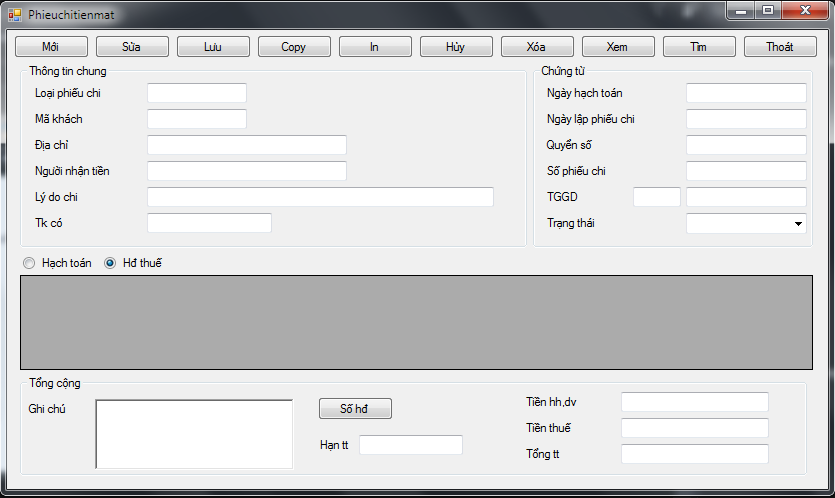 Phieuchitienmat
Mới Sửa Lưu Copy In Hủy Xóa Xem Tìm Thoát
Thông tin chung Chứng từ
Loại phiếu chi Ngày hạch toán
Mã khách Ngày lập phiếu chi
Địa chỉ Quyển số
Người nhận tiền Số phiếu chi
Lý do chi TGGD
Tk có Trạng thái
Hạch toán Hđ thuế
Tổng cộng
Ghi chú Số hđ Tiền hh,dv
Tiền thuế
Hạn tt Tổng tt